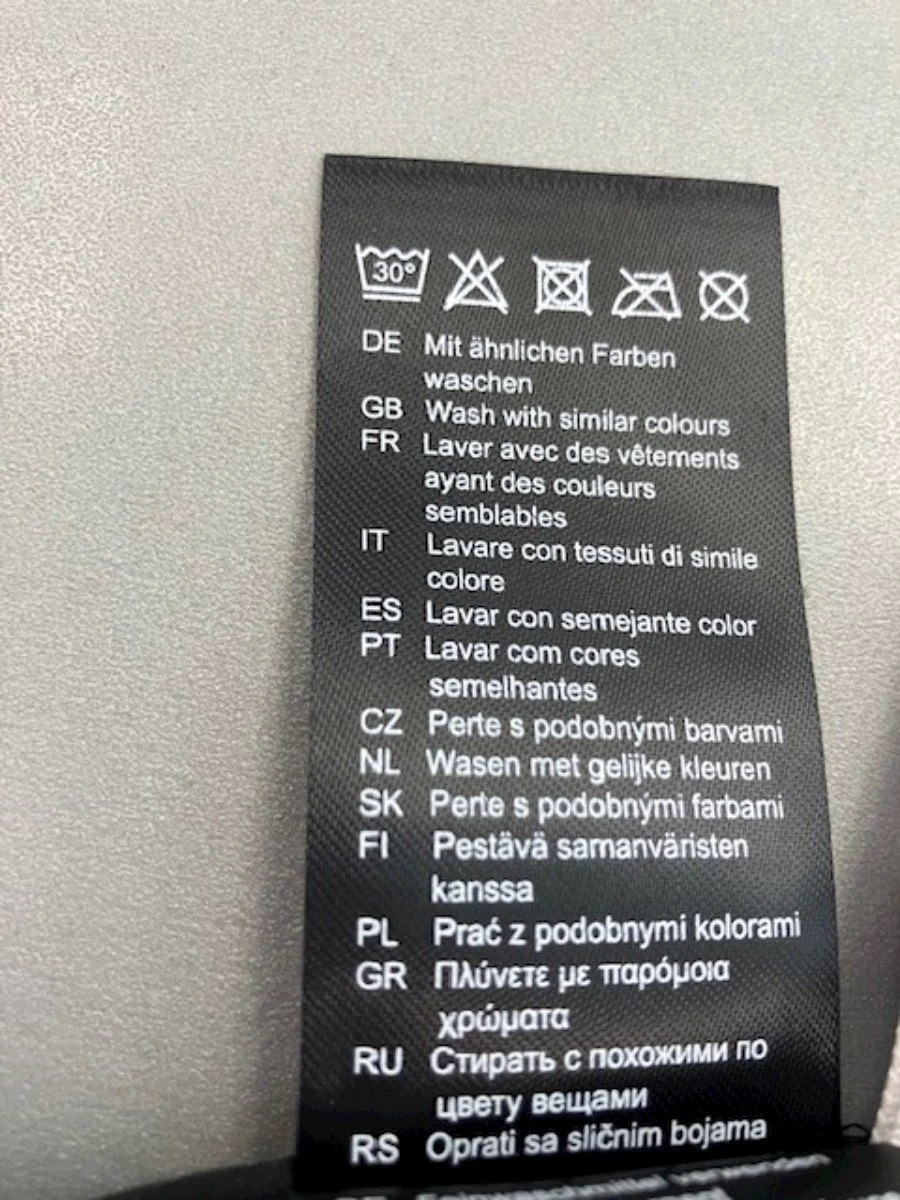 30°
DE Mit ähnlichen Farben
waschen
GB Wash with similar colours
FR Laver avec des vêtements
ayant des couleurs
semblables
IT Lavare con tessuti di simile
colore
ES Lavar con semejante color
PT Lavar com cores
semelhantes
CZ Perte s podobnými barvami
NL Wasen met gelijke kleuren
SK Perte s podobnými farbami
FI Pestävä samanväristen
kanssa
PL Prać z podobnymi kolorami
GR Πλύνετε με παρόμοια
χρώματα
RU Стирать с похожими по
цвету вещами
RS Oprati sa sličnim bojama
Feinwaschmittel verwenden